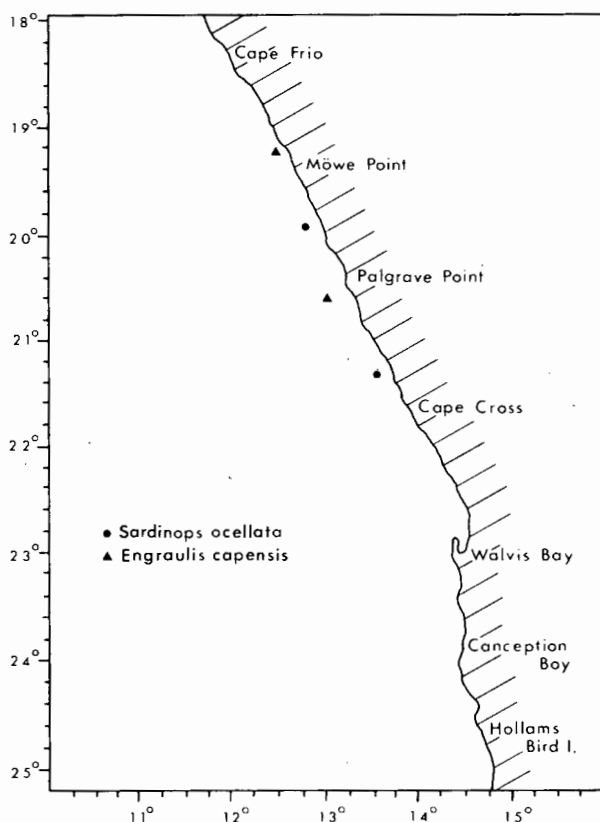 18°
Cape Frio
19°
Möwe Point
20°
Palgrave Point
21°
Cape Cross
22°
● Sardinops ocellata
▲ Engraulis capensis
23°
Walvis Bay
Canception
Boy
24°
Hollams
Bird I.
25°
11° 12° 13° 14° 15°